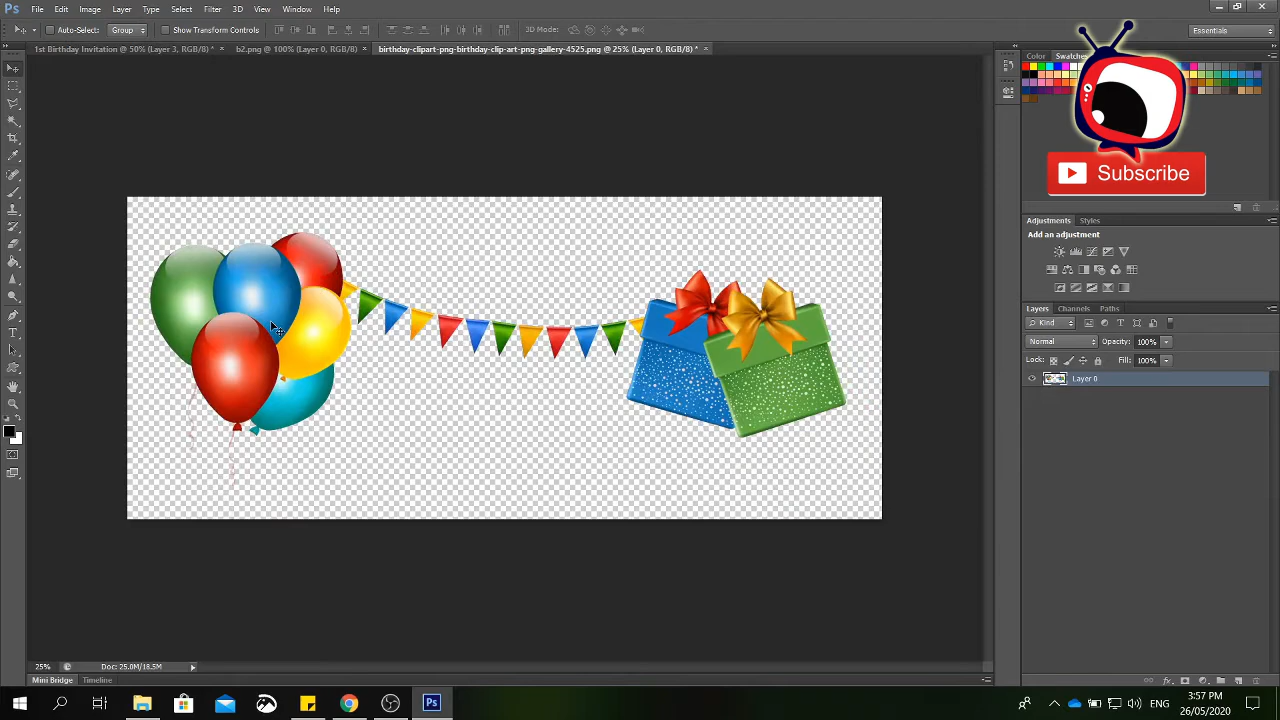 Ps File Edit Image Layer Type Select Filter 3D View Window Help
Auto-Select: Group Show Transform Controls 3D Mode: Essentials
1st Birthday Invitation @ 50% (Layer 3, RGB/8) * × b2.png @ 100% (Layer 0, RGB/8) × birthday-clipart-png-birthday-clip-art-png-gallery-4525.png @ 25% (Layer 0, RGB/8) * ×
Color Swatches
Subscribe
Adjustments Styles
Add an adjustment
Layers Channels Paths
Kind
Normal Opacity: 100%
Lock: Fill: 100%
Layer 0
25% Doc: 25.0M/18.5M
Mini Bridge Timeline
Ps ENG 3:57 PM
26/05/2020